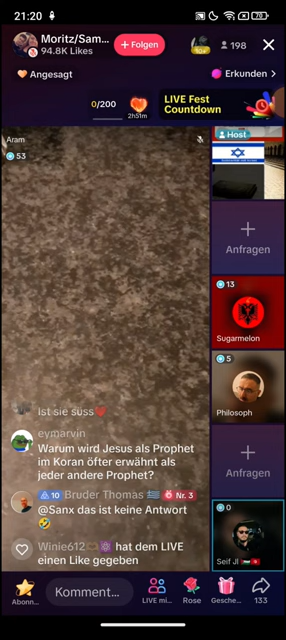 21:20
70
Moritz/Sam...
94.8K Likes
+ Folgen
10+
198
Angesagt
Erkunden >
0/200
2h51m
LIVE Fest
Countdown
Aram
53
Host
Anfragen
13
Sugarmelon
5
Philosoph
Anfragen
0
Seif JI
ist sie süss
eymarvin
Warum wird Jesus als Prophet
im Koran öfter erwähnt als
jeder andere Prophet?
10 Bruder Thomas Nr. 3
@Sanx das ist keine Antwort
Winie612 hat dem LIVE
einen Like gegeben
Abonn...
Komment...
LIVE mi...
Rose
Gesche...
133